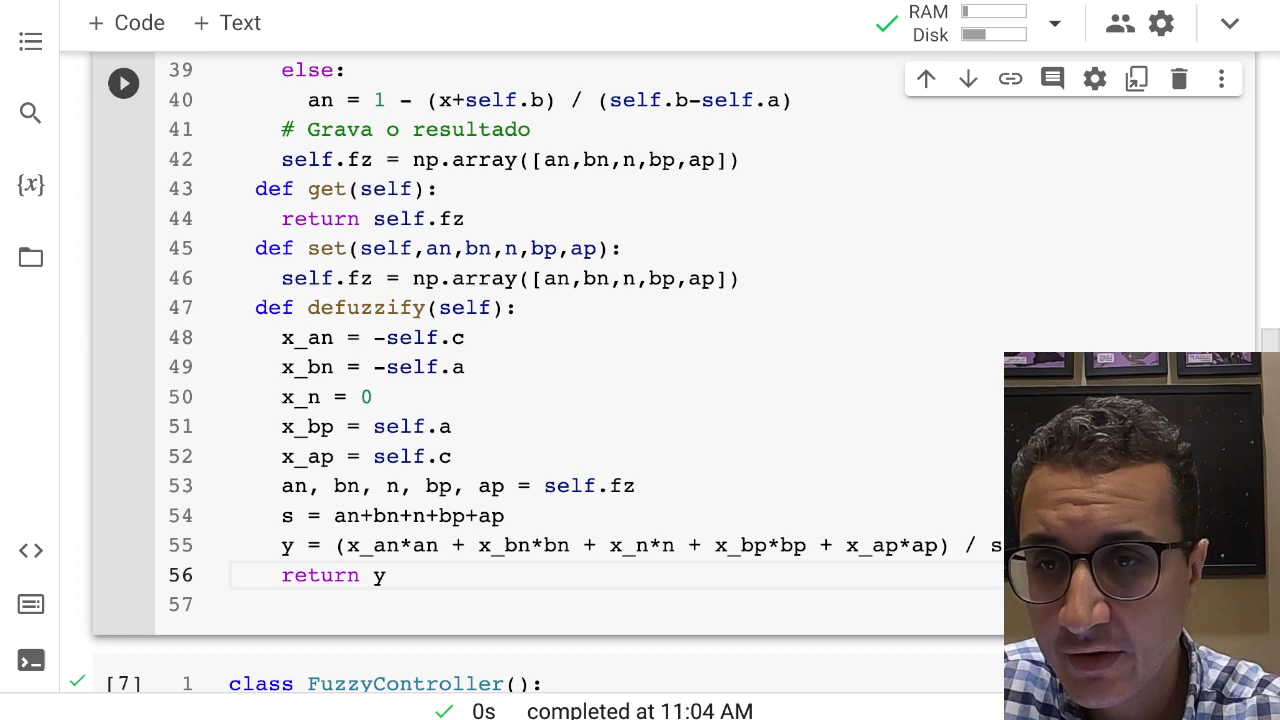 + Code + Text
RAM
Disk
{x}
39 else:
40 an = 1 - (x+self.b) / (self.b-self.a)
41 # Grava o resultado
42 self.fz = np.array([an,bn,n,bp,ap])
43 def get(self):
44 return self.fz
45 def set(self,an,bn,n,bp,ap):
46 self.fz = np.array([an,bn,n,bp,ap])
47 def defuzzify(self):
48 x_an = -self.c
49 x_bn = -self.a
50 x_n = 0
51 x_bp = self.a
52 x_ap = self.c
53 an, bn, n, bp, ap = self.fz
54 s = an+bn+n+bp+ap
55 y = (x_an*an + x_bn*bn + x_n*n + x_bp*bp + x_ap*ap) / s
56 return y
57
[7] 1 class FuzzyController():
0s completed at 11:04 AM